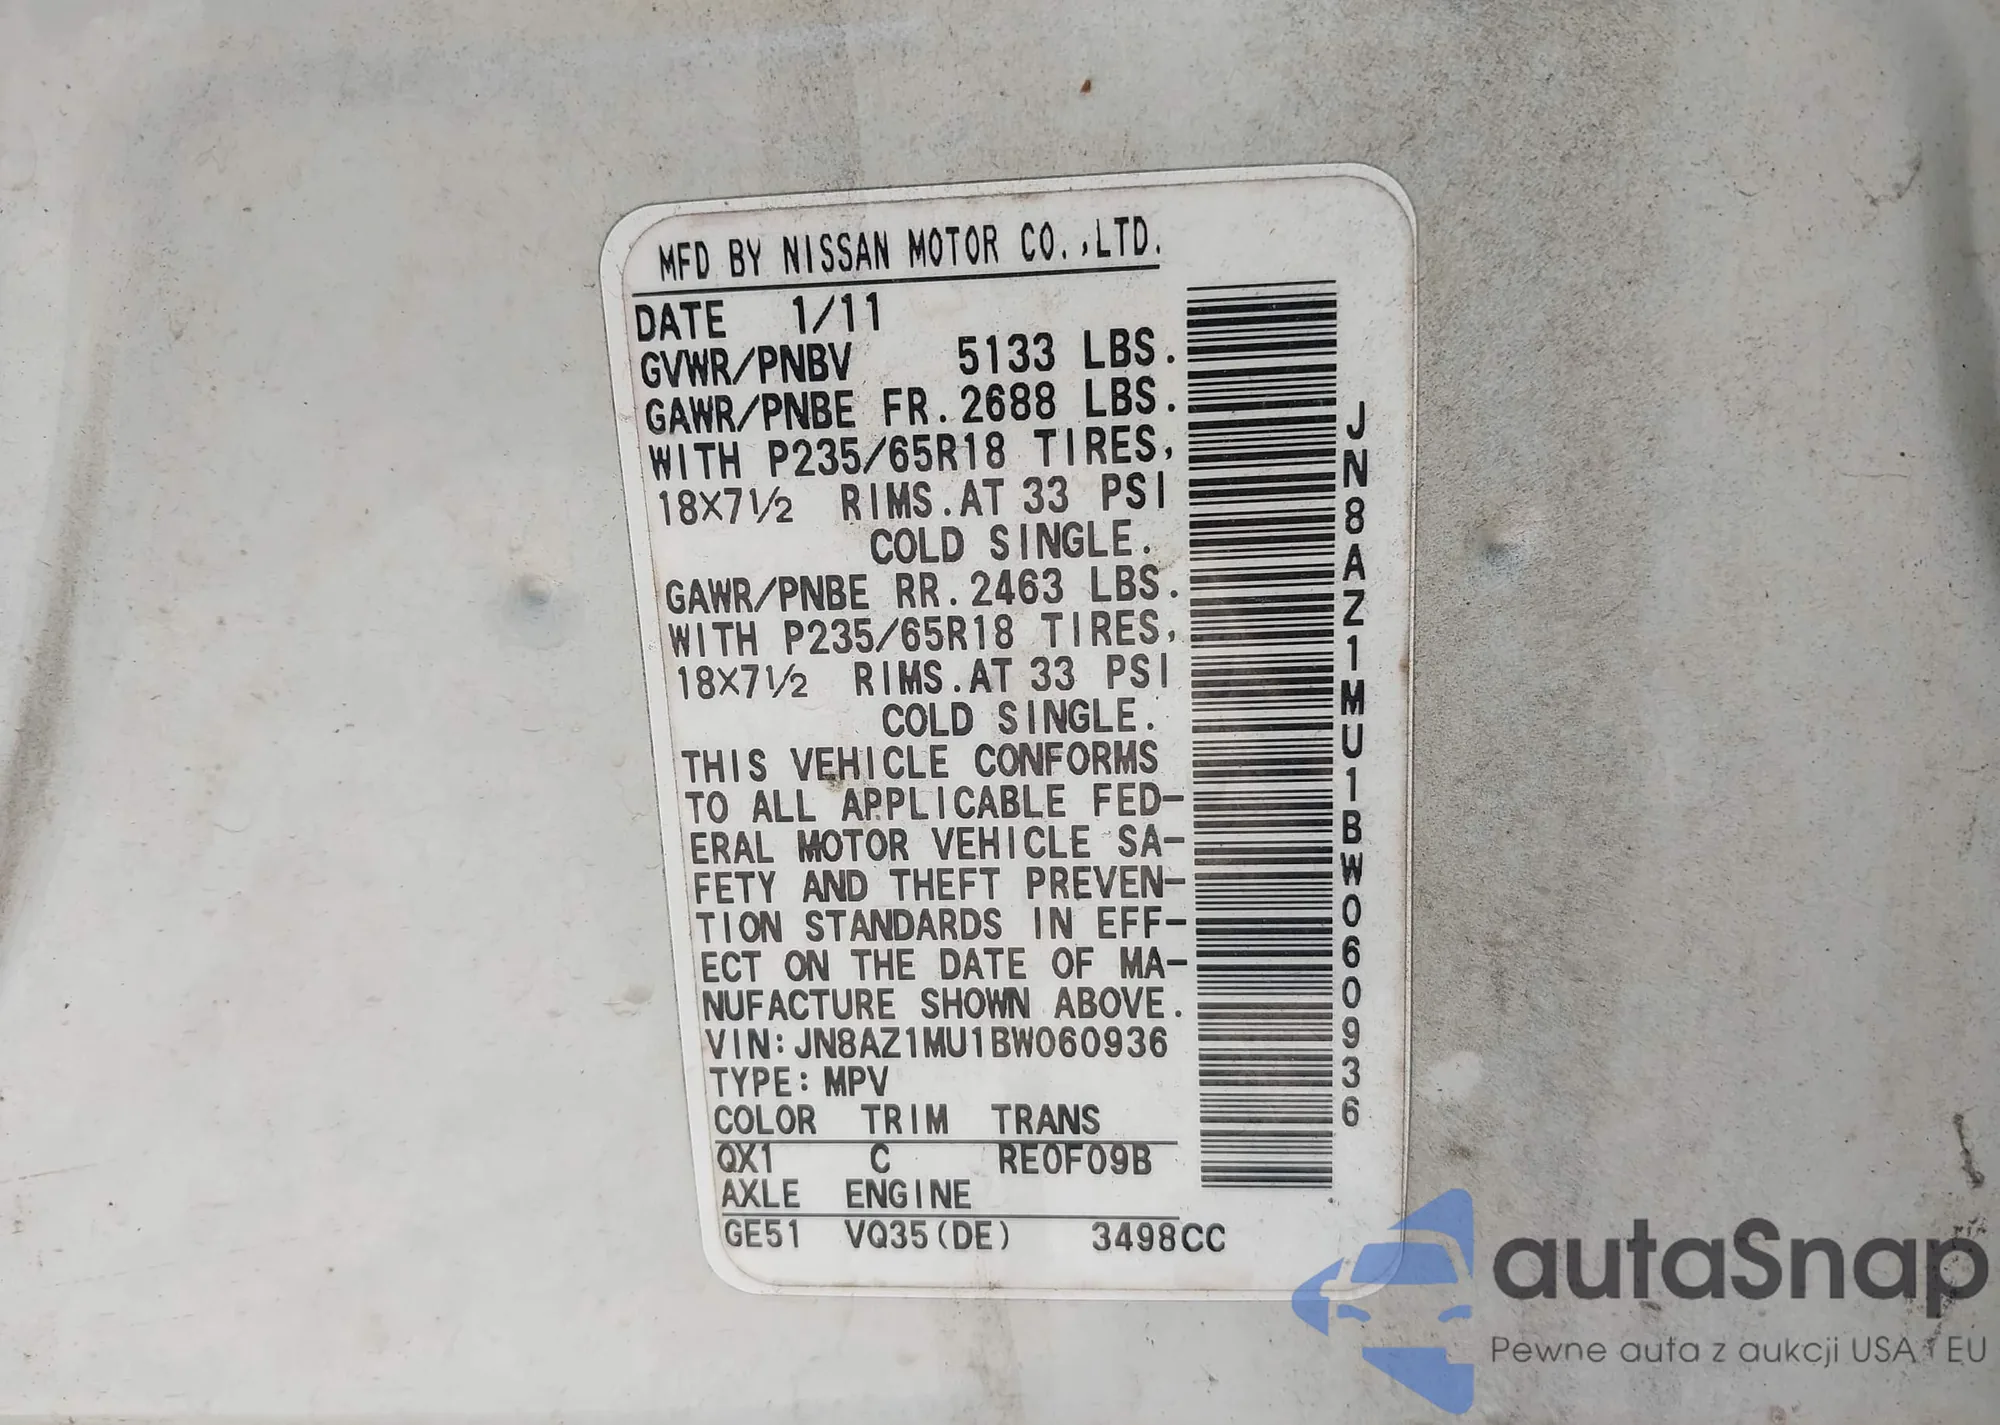 MFD BY NISSAN MOTOR CO.,LTD.
DATE 1/11
GVWR/PNBV 5133 LBS.
GAWR/PNBE FR.2688 LBS.
WITH P235/65R18 TIRES,
18X7 1/2 RIMS.AT 33 PSI
COLD SINGLE.
GAWR/PNBE RR.2463 LBS.
WITH P235/65R18 TIRES,
18X7 1/2 RIMS.AT 33 PSI
COLD SINGLE.
THIS VEHICLE CONFORMS
TO ALL APPLICABLE FED-
ERAL MOTOR VEHICLE SA-
FETY AND THEFT PREVEN-
TION STANDARDS IN EFF-
ECT ON THE DATE OF MA-
NUFACTURE SHOWN ABOVE.
VIN:JN8AZ1MU1BW060936
TYPE:MPV
COLOR TRIM TRANS
QX1 C RE0F09B
AXLE ENGINE
GE51 VQ35(DE) 3498CC
JN8AZ1MU1BW060936
autaSnap
Pewne auta z aukcji USA i EU